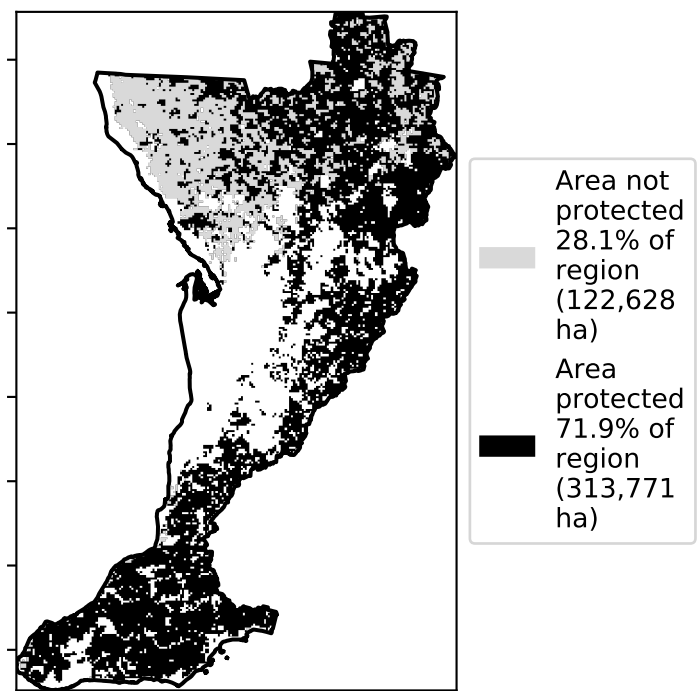 Area not
protected
28.1% of
region
(122,628
ha)
Area
protected
71.9% of
region
(313,771
ha)